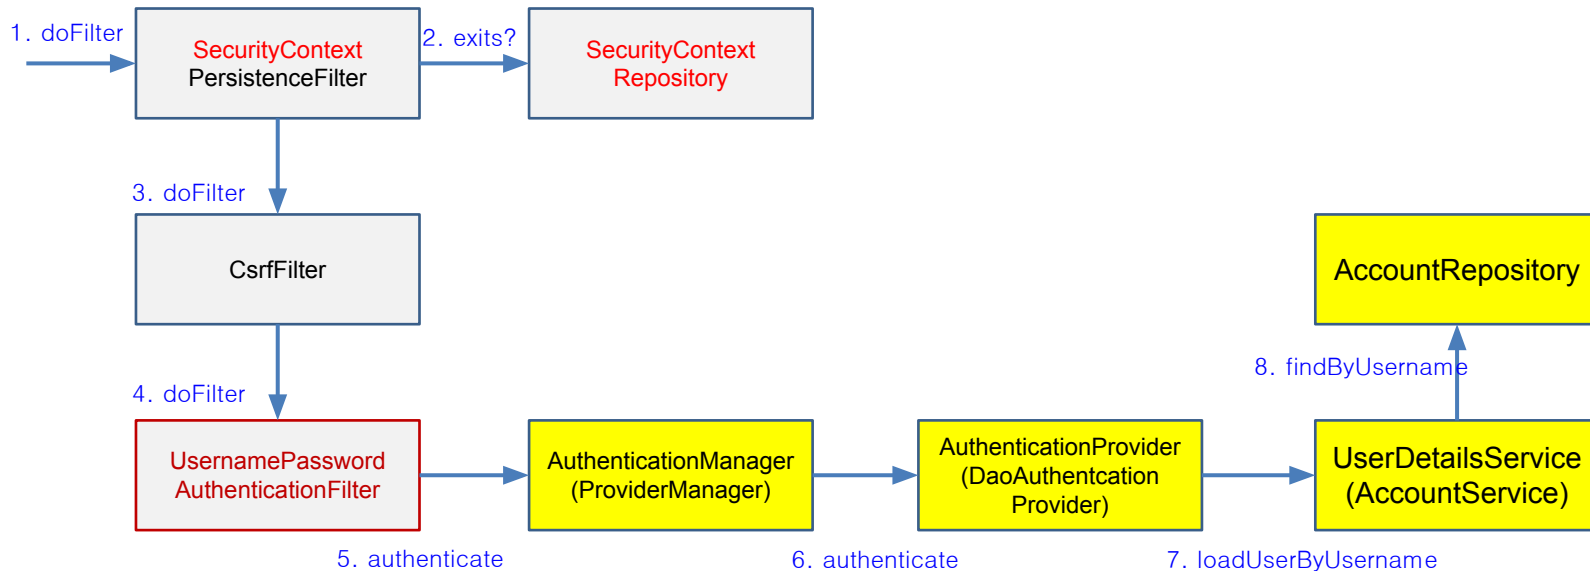 1. doFilter
SecurityContext
PersistenceFilter
2. exits?
SecurityContext
Repository
3. doFilter
CsrfFilter
AccountRepository
8. findByUsername
4. doFilter
UsernamePassword
AuthenticationFilter
AuthenticationManager
(ProviderManager)
AuthenticationProvider
(DaoAuthentcation
Provider)
UserDetailsService
(AccountService)
5. authenticate
6. authenticate
7. loadUserByUsername